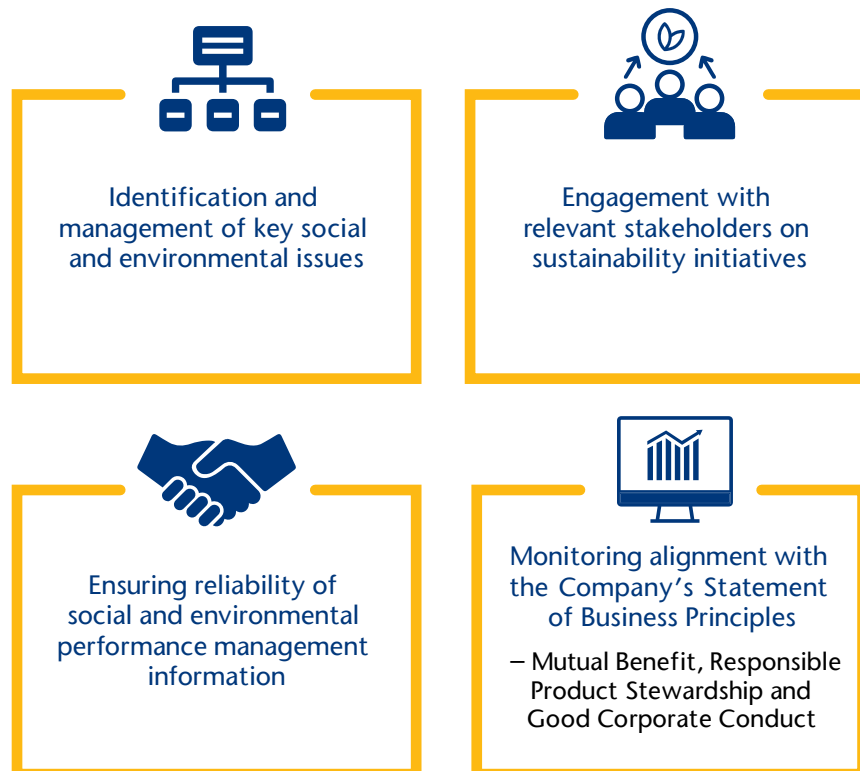 Identification and
management of key social
and environmental issues
Engagement with
relevant stakeholders on
sustainability initiatives
Ensuring reliability of
social and environmental
performance management
information
Monitoring alignment with
the Company's Statement
of Business Principles
– Mutual Benefit, Responsible
Product Stewardship and
Good Corporate Conduct